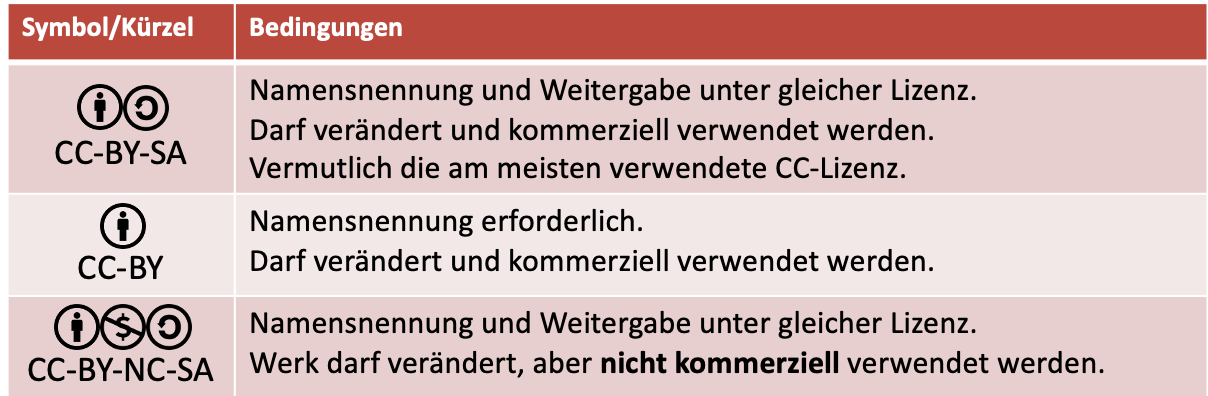 Symbol/Kürzel
Bedingungen
CC-BY-SA
Namensnennung und Weitergabe unter gleicher Lizenz.
Darf verändert und kommerziell verwendet werden.
Vermutlich die am meisten verwendete CC-Lizenz.
CC-BY
Namensnennung erforderlich.
Darf verändert und kommerziell verwendet werden.
$
CC-BY-NC-SA
Namensnennung und Weitergabe unter gleicher Lizenz.
Werk darf verändert, aber nicht kommerziell verwendet werden.